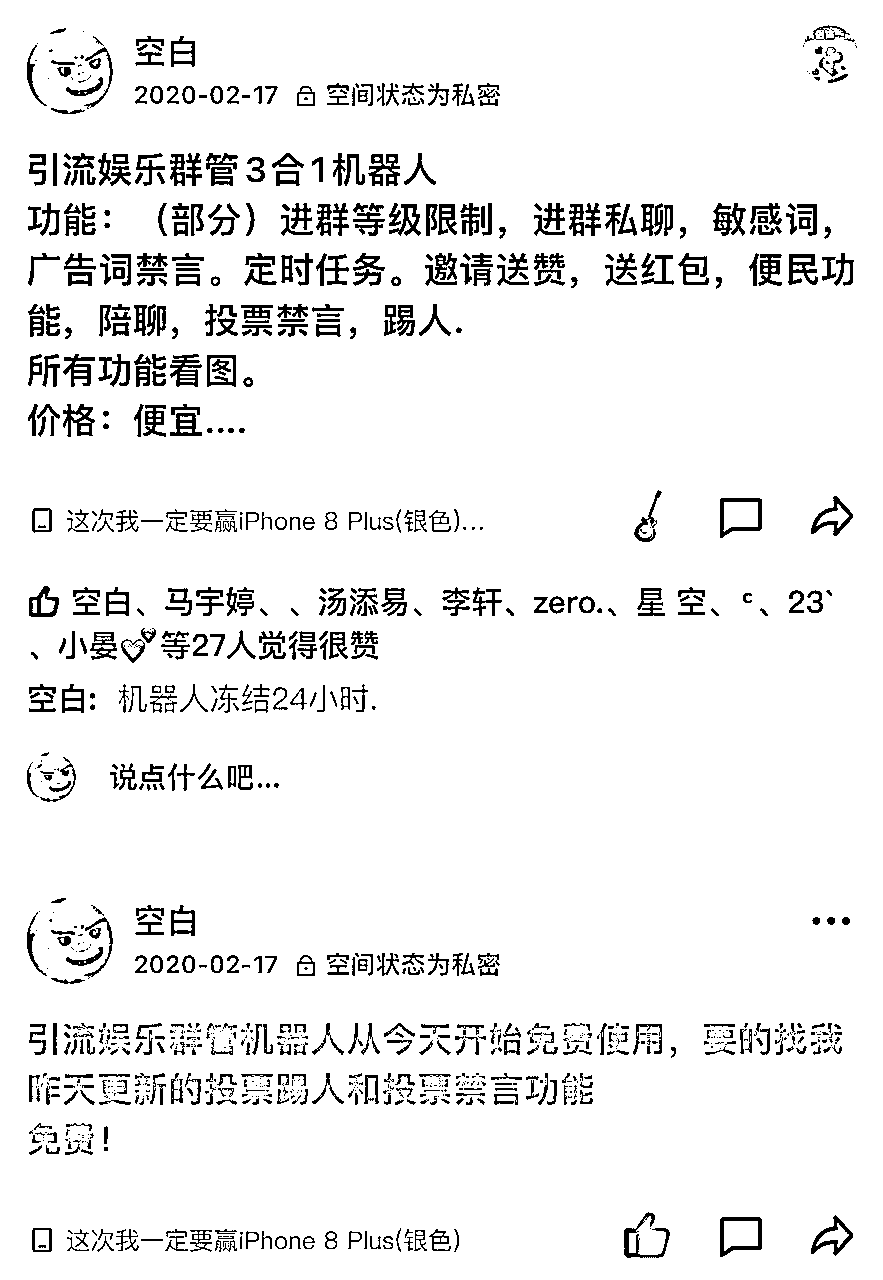 空白
2020-02-17 空间状态为私密
引流娱乐群管3合1机器人
功能：（部分）进群等级限制，进群私聊，敏感词，
广告词禁言。定时任务。邀请送赞，送红包，便民功
能，陪聊，投票禁言，踢人.
所有功能看图。
价格：便宜....
这次我一定要赢iPhone 8 Plus(银色)...
空白、马宇婷、、汤添易、李轩、zero.、星 空、ᶜ、23`
、小晏💕等27人觉得很赞
空白: 机器人冻结24小时.
说点什么吧...
空白
2020-02-17 空间状态为私密
引流娱乐群管机器人从今天开始免费使用，要的找我
昨天更新的投票踢人和投票禁言功能
免费！
这次我一定要赢iPhone 8 Plus(银色)